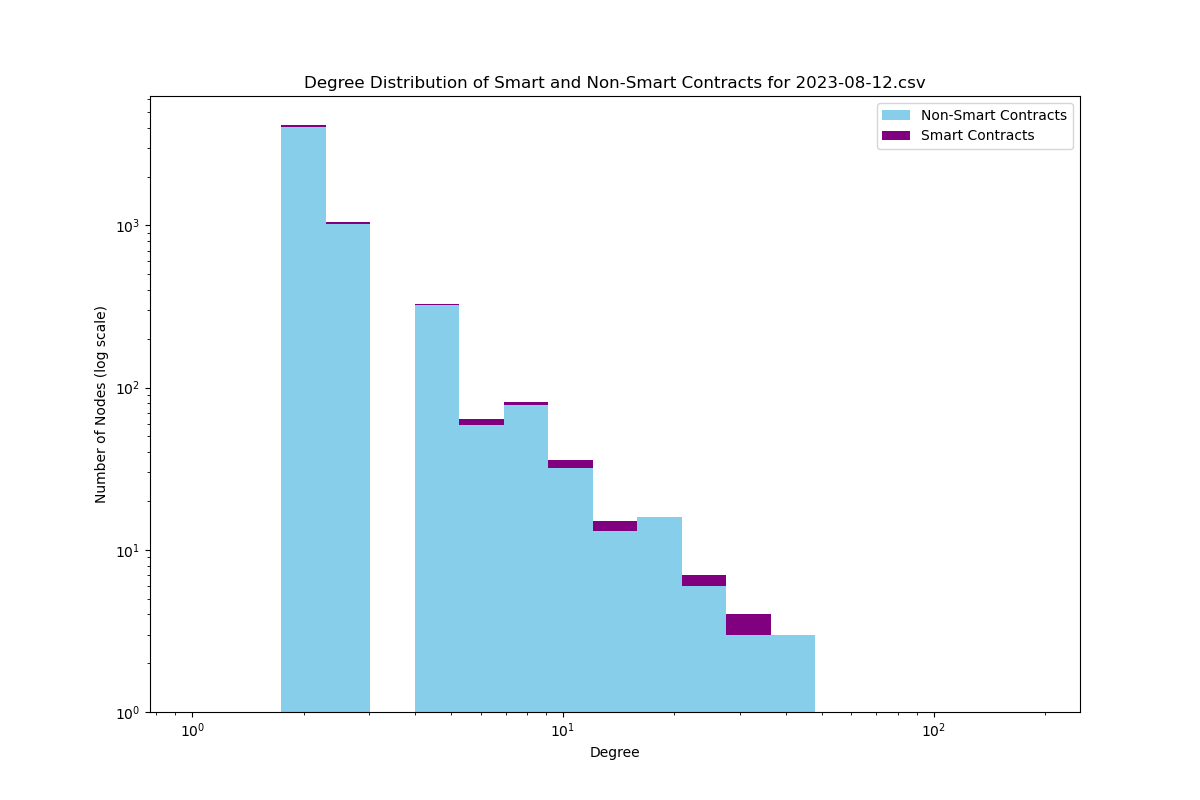 Degree Distribution of Smart and Non-Smart Contracts for 2023-08-12.csv
Non-Smart Contracts
Smart Contracts
Number of Nodes (log scale)
10³
10²
10¹
10⁰
10⁰ 10¹ 10²
Degree